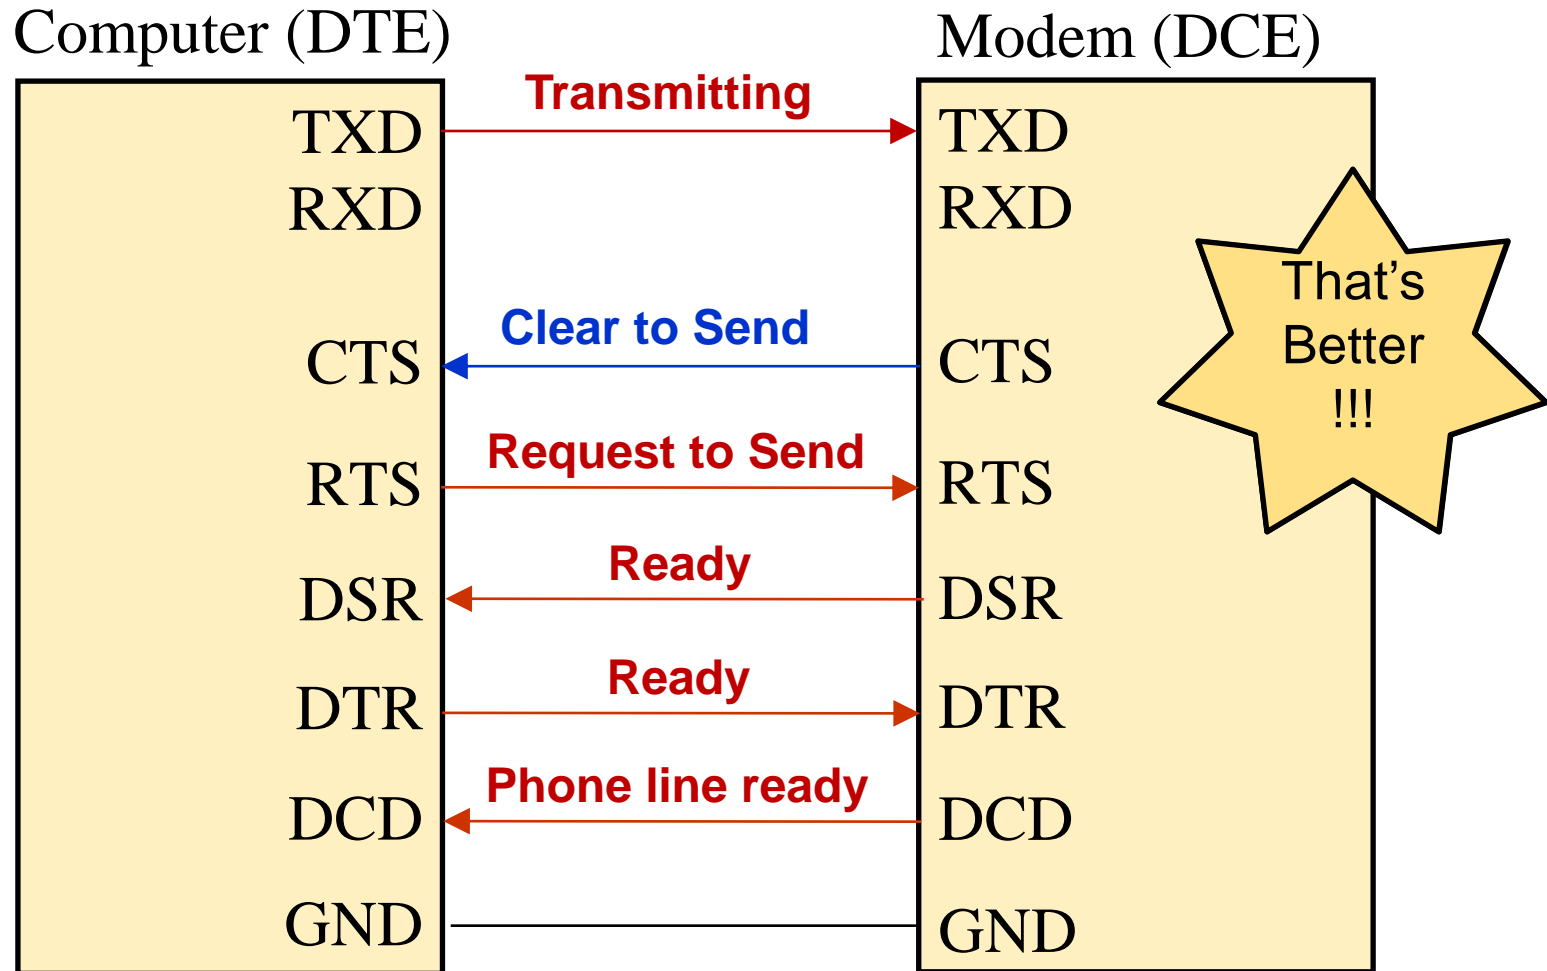 Computer (DTE) Modem (DCE)
TXD Transmitting TXD
RXD RXD
That’s
Better
!!!
CTS Clear to Send CTS
RTS Request to Send RTS
DSR Ready DSR
DTR Ready DTR
DCD Phone line ready DCD
GND GND